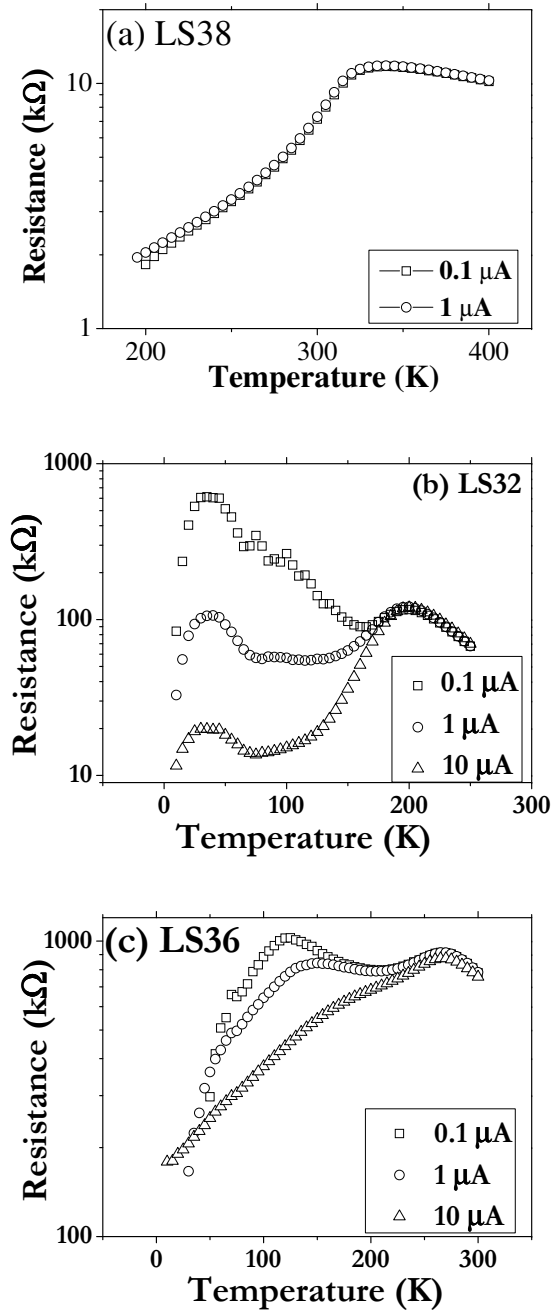 (a) LS38
Resistance (kΩ)
10
1
0.1 μA
1 μA
200 300 400
Temperature (K)
(b) LS32
Resistance (kΩ)
1000
100
10
0.1 μA
1 μA
10 μA
0 100 200 300
Temperature (K)
(c) LS36
Resistance (kΩ)
1000
100
0.1 μA
1 μA
10 μA
0 100 200 300
Temperature (K)